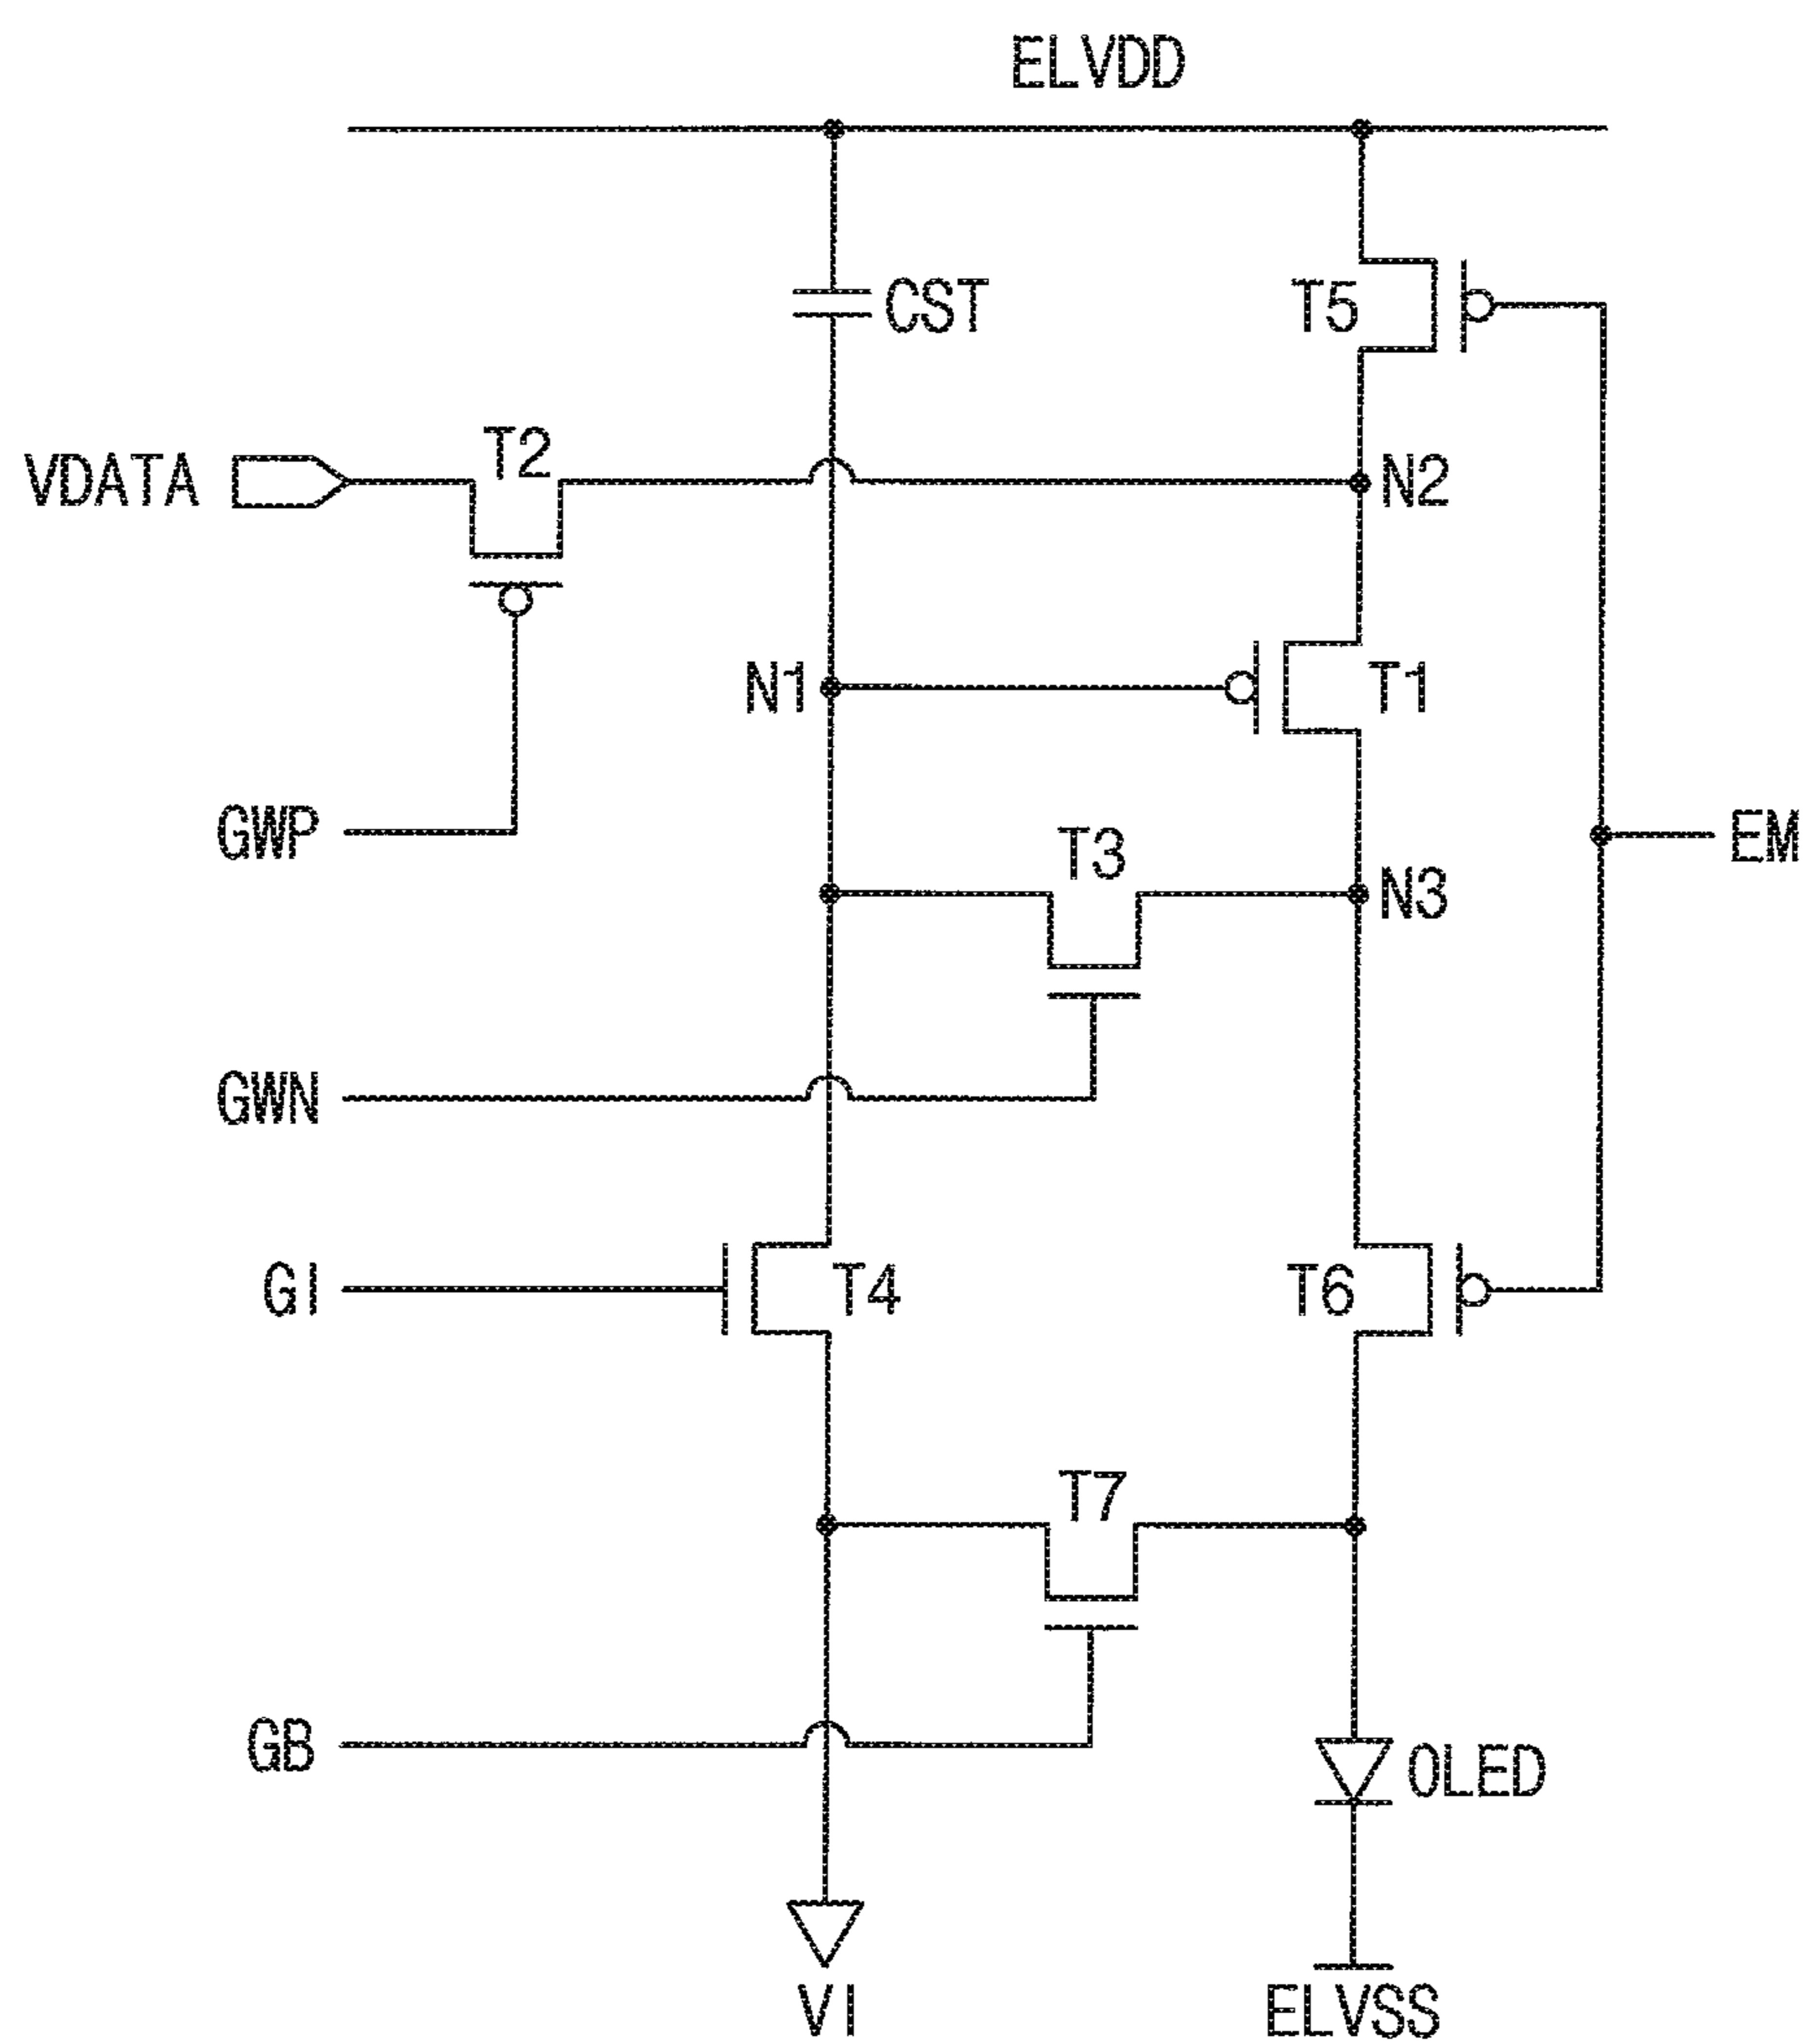 ELVDD
CST
T5
T2
VDATA
N2
N1
T1
GWP
T3
EM
N3
GWN
GI
T4
T6
T7
GB
OLED
VI
ELVSS